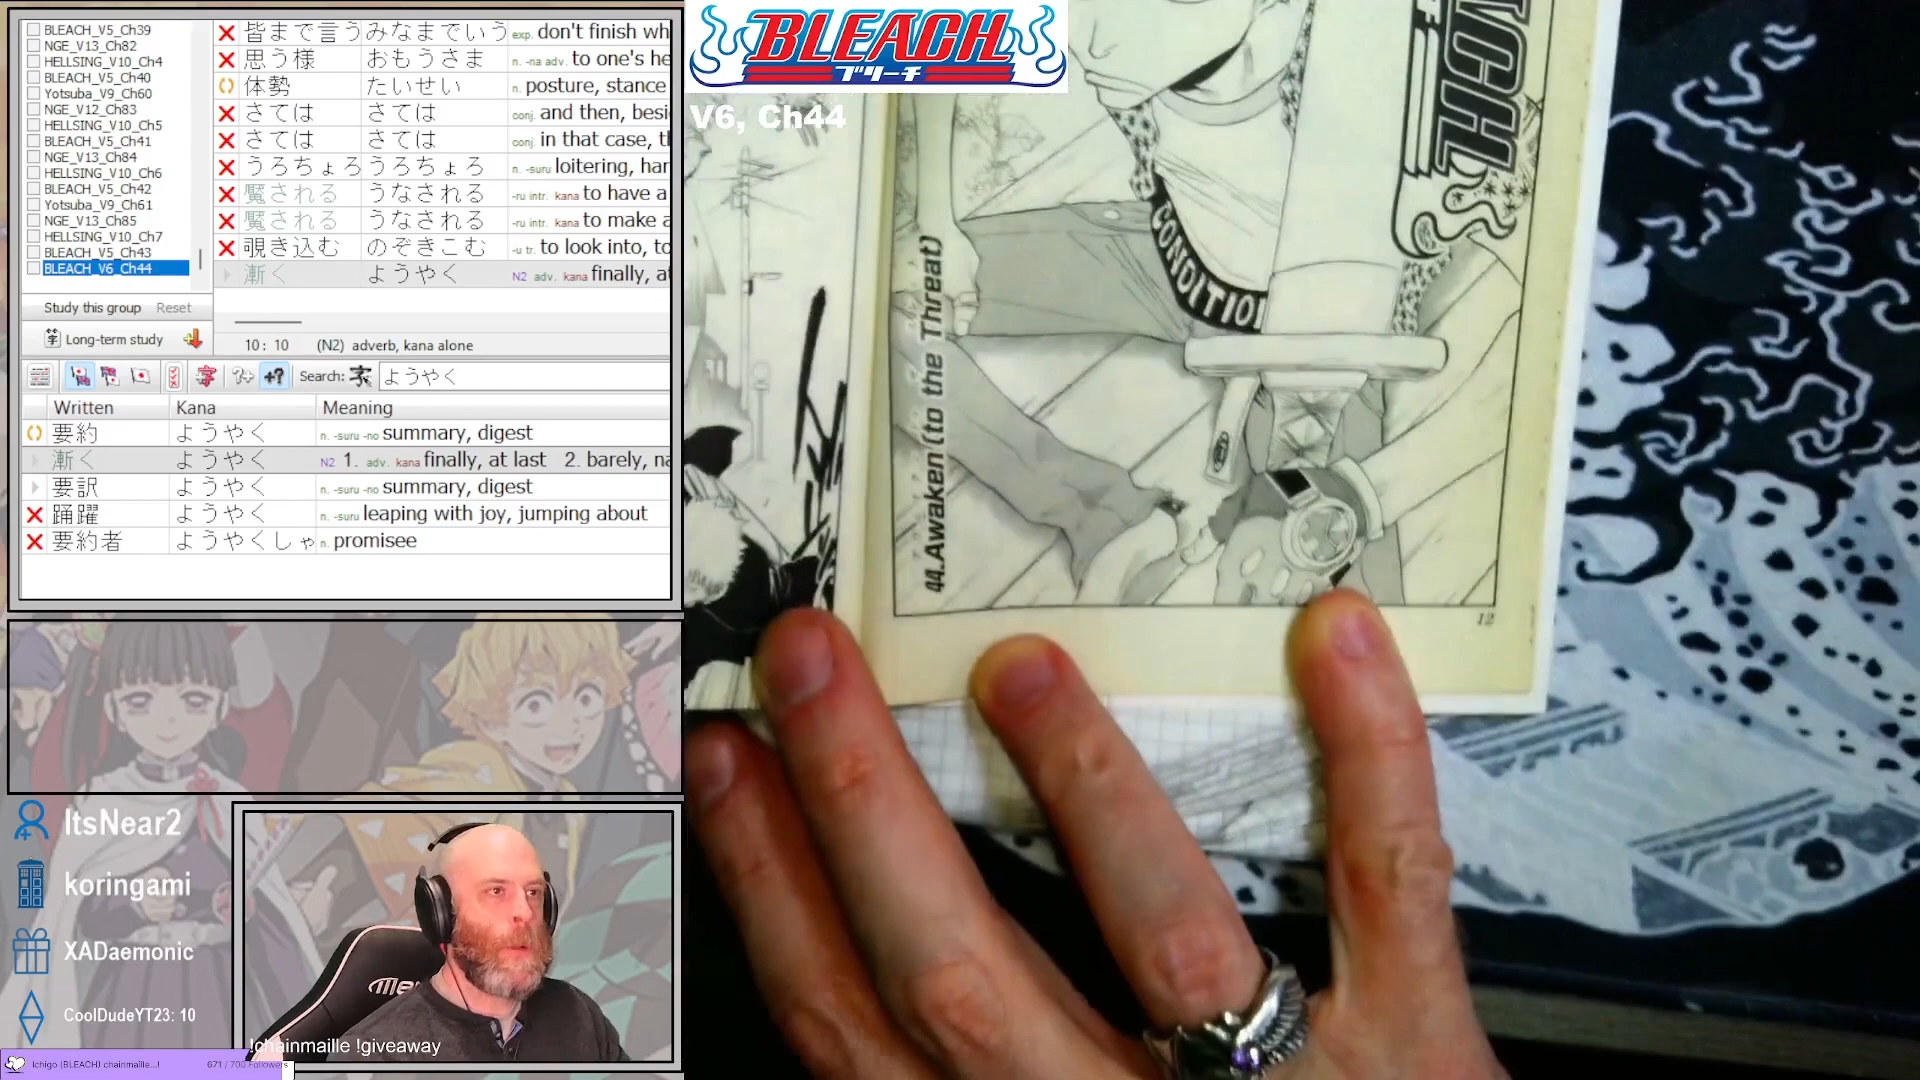 BLEACH_V5_Ch39
NGE_V13_Ch82
HELLSING_V10_Ch4
BLEACH_V5_Ch40
Yotsuba_V9_Ch60
NGE_V12_Ch83
HELLSING_V10_Ch5
BLEACH_V5_Ch41
NGE_V13_Ch84
HELLSING_V10_Ch6
BLEACH_V5_Ch42
Yotsuba_V9_Ch61
NGE_V13_Ch85
HELLSING_V10_Ch7
BLEACH_V5_Ch43
BLEACH_V6_Ch44
Study this group Reset
Long-term study
皆まで言う みなまでいう exp. don't finish wh
思う様 おもうさま n. -na adv. to one's he
体勢 たいせい n. posture, stance
さては さては conj. and then, besi
さては さては conj. in that case, t
うろちょろ うろちょろ n. -suru loitering, har
魘される うなされる -ru intr. kana to have a
魘される うなされる -ru intr. kana to make a
覗き込む のぞきこむ -u tr. to look into, to
漸く ようやく N2 adv. kana finally, a
10: 10 (N2) adverb, kana alone
Search: ようやく
Written Kana Meaning
要約 ようやく n. -suru -no summary, digest
漸く ようやく N2 1. adv. kana finally, at last 2. barely, na
要訳 ようやく n. -suru -no summary, digest
踊躍 ようやく n. -suru leaping with joy, jumping about
要約者 ようやくしゃ n. promisee
BLEACH
ブリーチ
V6, Ch44
CONDITION
44.Awaken (to the Threat)
12
ItsNear2
koringami
XADaemonic
CoolDudeYT23: 10
!chainmaille !giveaway
Ichigo (BLEACH) chainmaille...! 671 / 700 Followers